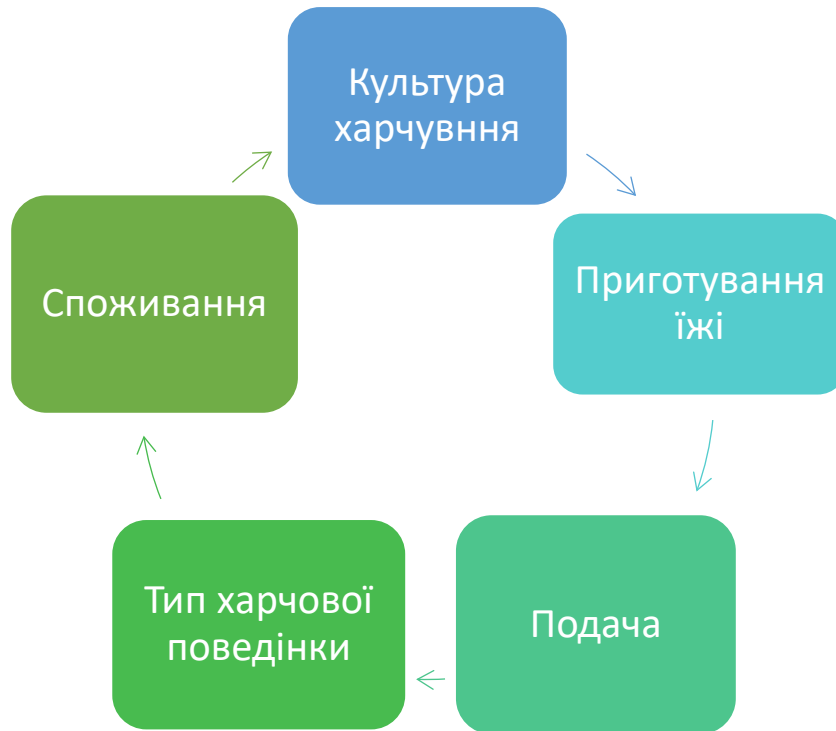 Культура
харчувння
Приготування
їжі
Подача
Тип харчової
поведінки
Споживання